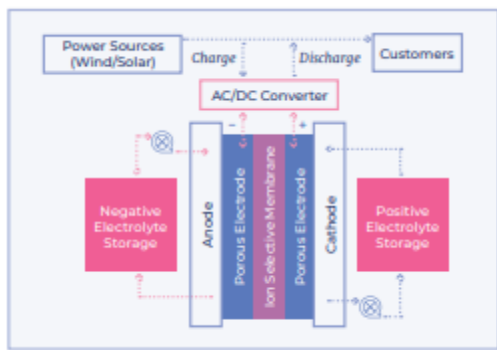 Power Sources
(Wind/Solar)
Customers
Charge
Discharge
AC/DC Converter
−
+
Negative
Electrolyte
Storage
Anode
Porous Electrode
Ion Selective Membrane
Porous Electrode
Cathode
Positive
Electrolyte
Storage